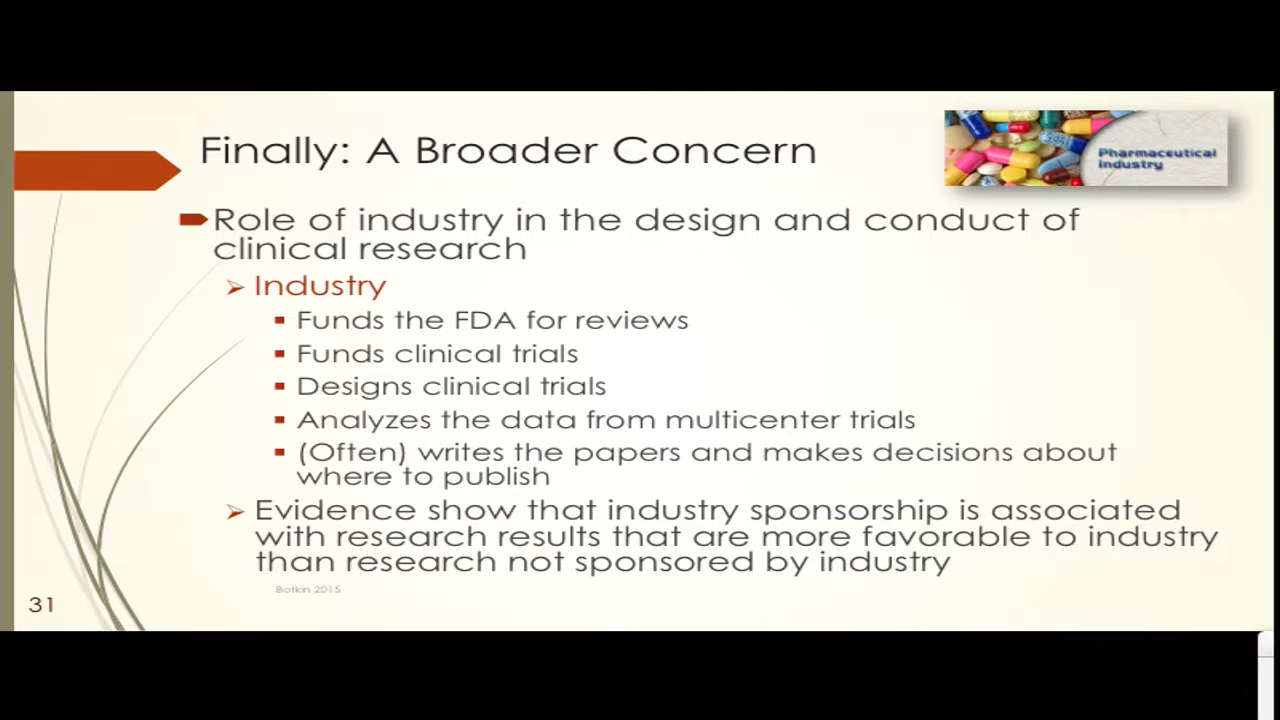 Finally: A Broader Concern
Pharmaceutical
Industry
Role of industry in the design and conduct of
clinical research
Industry
Funds the FDA for reviews
Funds clinical trials
Designs clinical trials
Analyzes the data from multicenter trials
(Often) writes the papers and makes decisions about
where to publish
Evidence show that industry sponsorship is associated
with research results that are more favorable to industry
than research not sponsored by industry
Botkin 2015
31